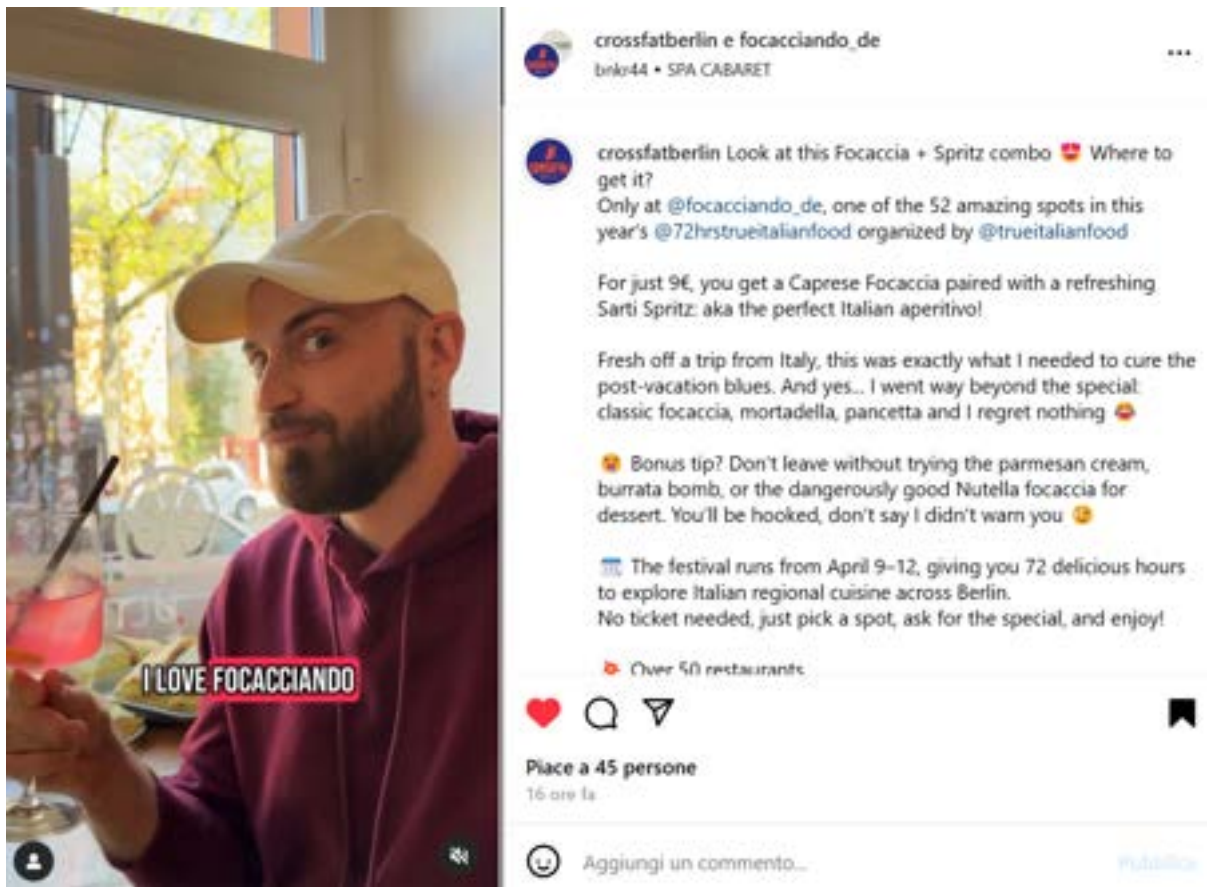 crossfatberlin e focacciando_de
bnkr44 • SPA CABARET
crossfatberlin Look at this Focaccia + Spritz combo 😍 Where to
get it?
Only at @focacciando_de, one of the 52 amazing spots in this
year's @72hrstrueitalianfood organized by @trueitalianfood
For just 9€, you get a Caprese Focaccia paired with a refreshing
Sarti Spritz: aka the perfect Italian aperitivo!
Fresh off a trip from Italy, this was exactly what I needed to cure the
post-vacation blues. And yes... I went way beyond the special:
classic focaccia, mortadella, pancetta and I regret nothing 😂
🥵 Bonus tip? Don't leave without trying the parmesan cream,
burrata bomb, or the dangerously good Nutella focaccia for
dessert. You'll be hooked, don't say I didn't warn you 😉
🗓️ The festival runs from April 9–12, giving you 72 delicious hours
to explore Italian regional cuisine across Berlin.
No ticket needed, just pick a spot, ask for the special, and enjoy!
💥 Over 50 restaurants
I LOVE FOCACCIANDO
Piace a 45 persone
16 ore fa
Aggiungi un commento...
Pubblica